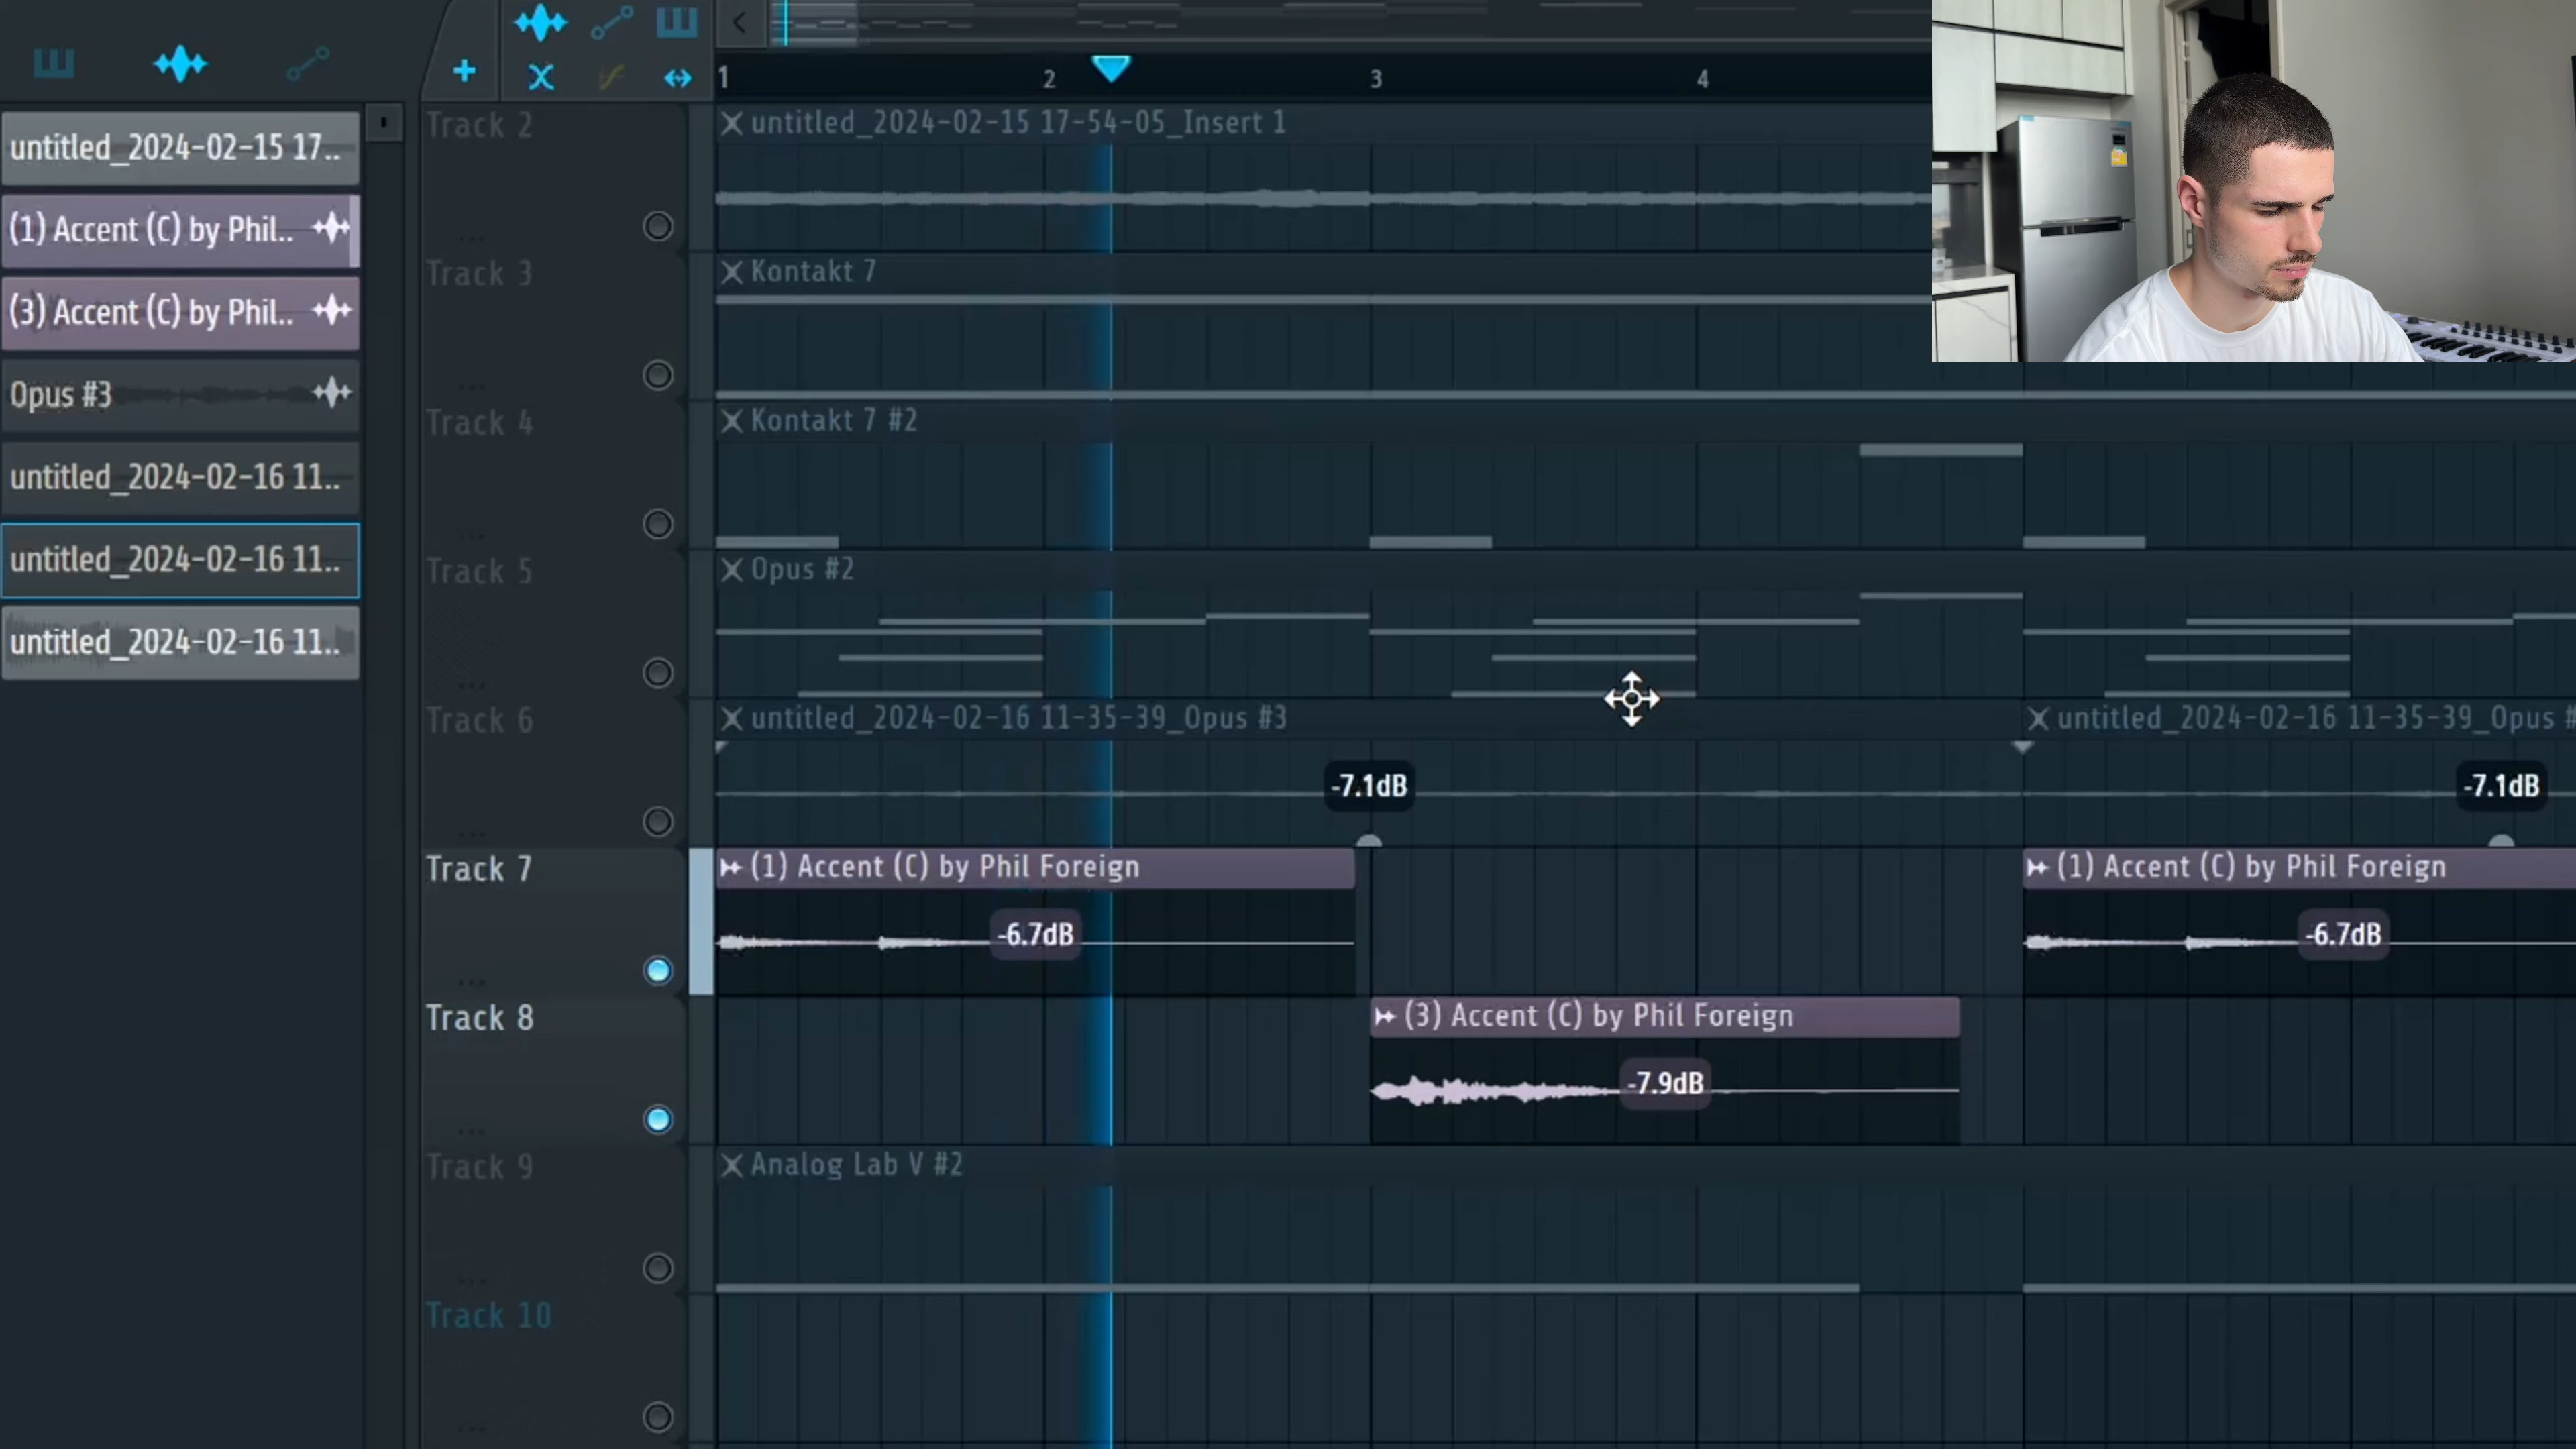 1
2
3
4
untitled_2024-02-15 17..
(1) Accent (C) by Phil..
(3) Accent (C) by Phil..
Opus #3
untitled_2024-02-16 11..
untitled_2024-02-16 11..
untitled_2024-02-16 11..
Track 2
untitled_2024-02-15 17-54-05_Insert 1
Track 3
Kontakt 7
Track 4
Kontakt 7 #2
Track 5
Opus #2
Track 6
untitled_2024-02-16 11-35-39_Opus #3
untitled_2024-02-16 11-35-39_Opus #
-7.1dB
-7.1dB
Track 7
(1) Accent (C) by Phil Foreign
(1) Accent (C) by Phil Foreign
-6.7dB
-6.7dB
Track 8
(3) Accent (C) by Phil Foreign
-7.9dB
Track 9
Analog Lab V #2
Track 10